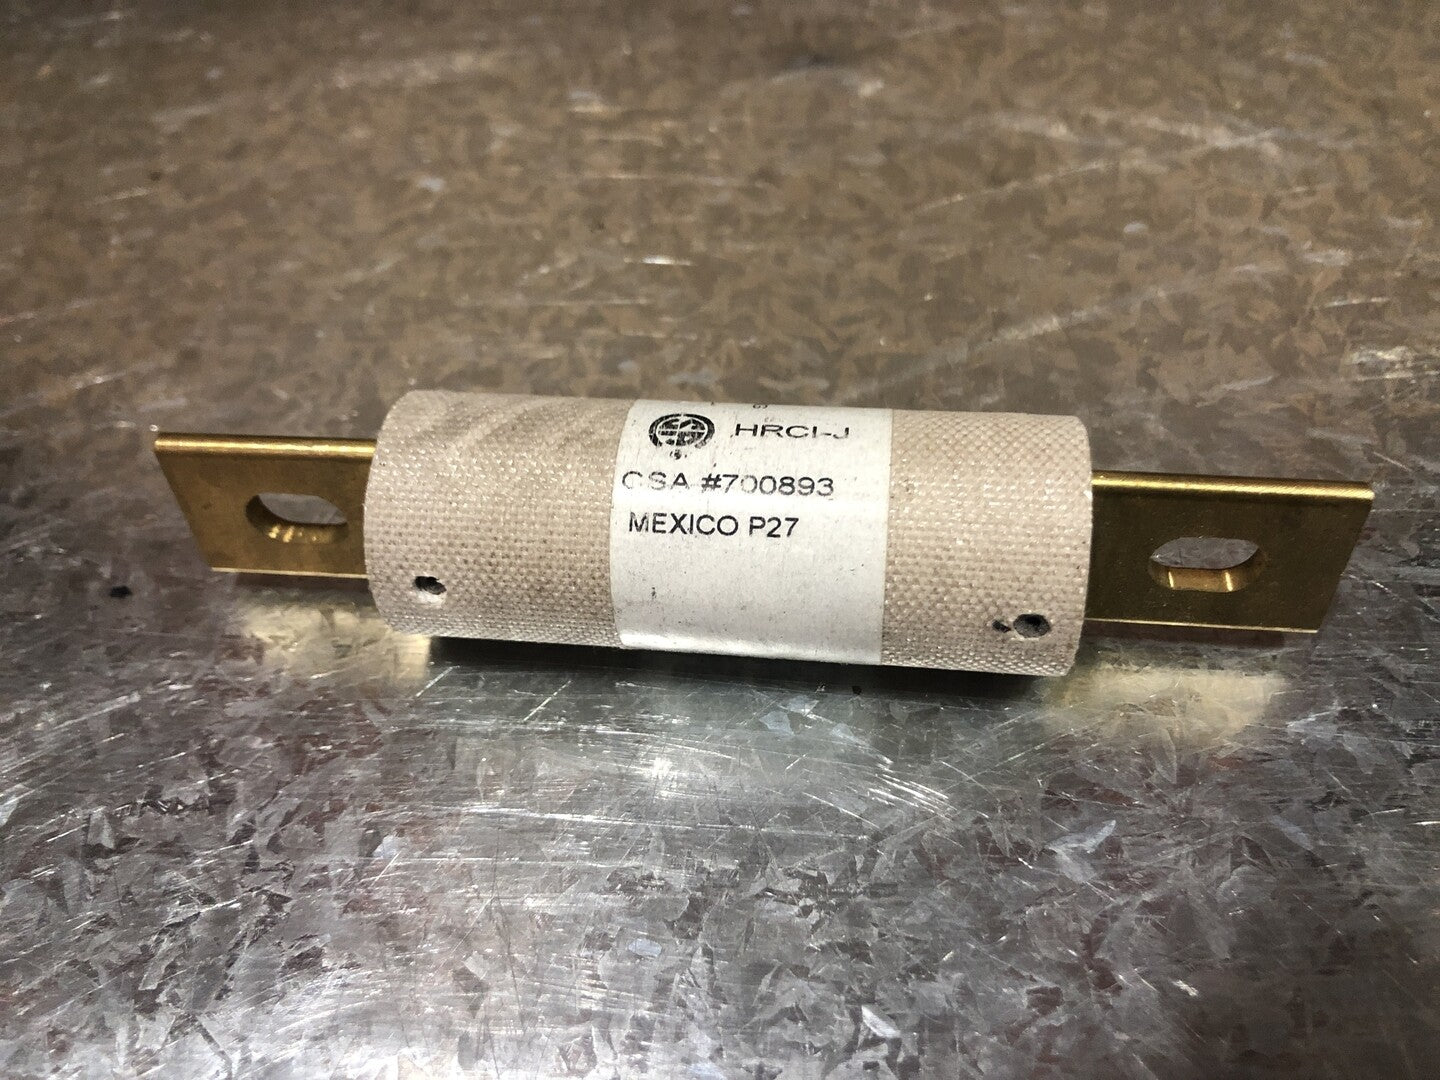 HRCI-J
CSA #700893
MEXICO P27